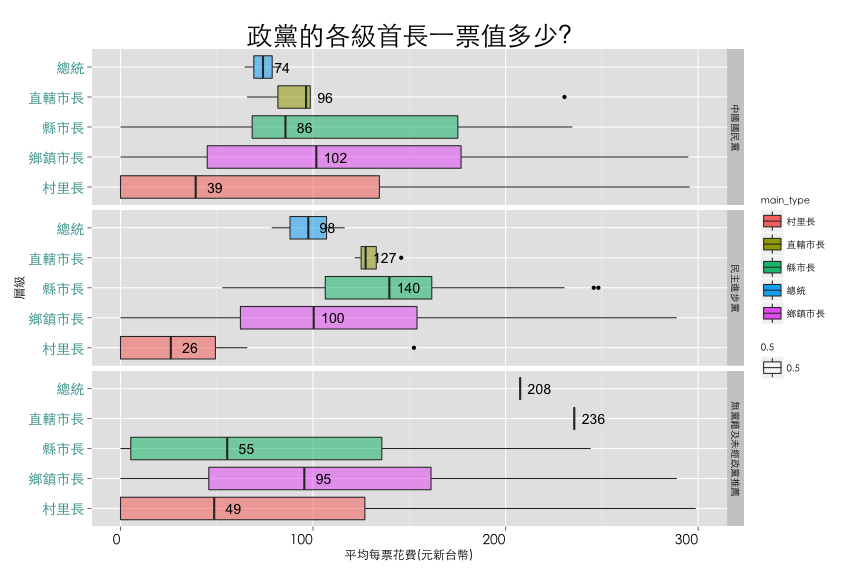 政黨的各級首長一票值多少?
總統
74
直轄市長
96
縣市長
86
鄉鎮市長
102
村里長
39
中國國民黨
總統
98
直轄市長
127
縣市長
140
鄉鎮市長
100
村里長
26
民主進步黨
總統
208
直轄市長
236
縣市長
55
鄉鎮市長
95
村里長
49
無黨籍及未經政黨推薦
層級
0
100
200
300
平均每票花費(元新台幣)
main_type
村里長
直轄市長
縣市長
總統
鄉鎮市長
0.5
0.5